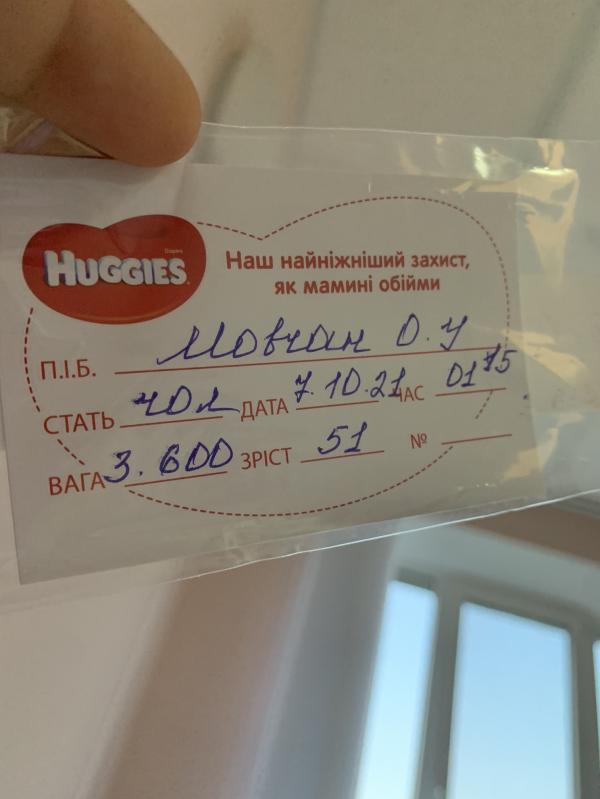 HUGGIES
Наш найніжніший захист,
як мамині обійми
П.І.Б. Мовчан О.У
СТАТЬ чол ДАТА 7.10.21 ЧАС 01 15
ВАГА 3.600 ЗРІСТ 51 №